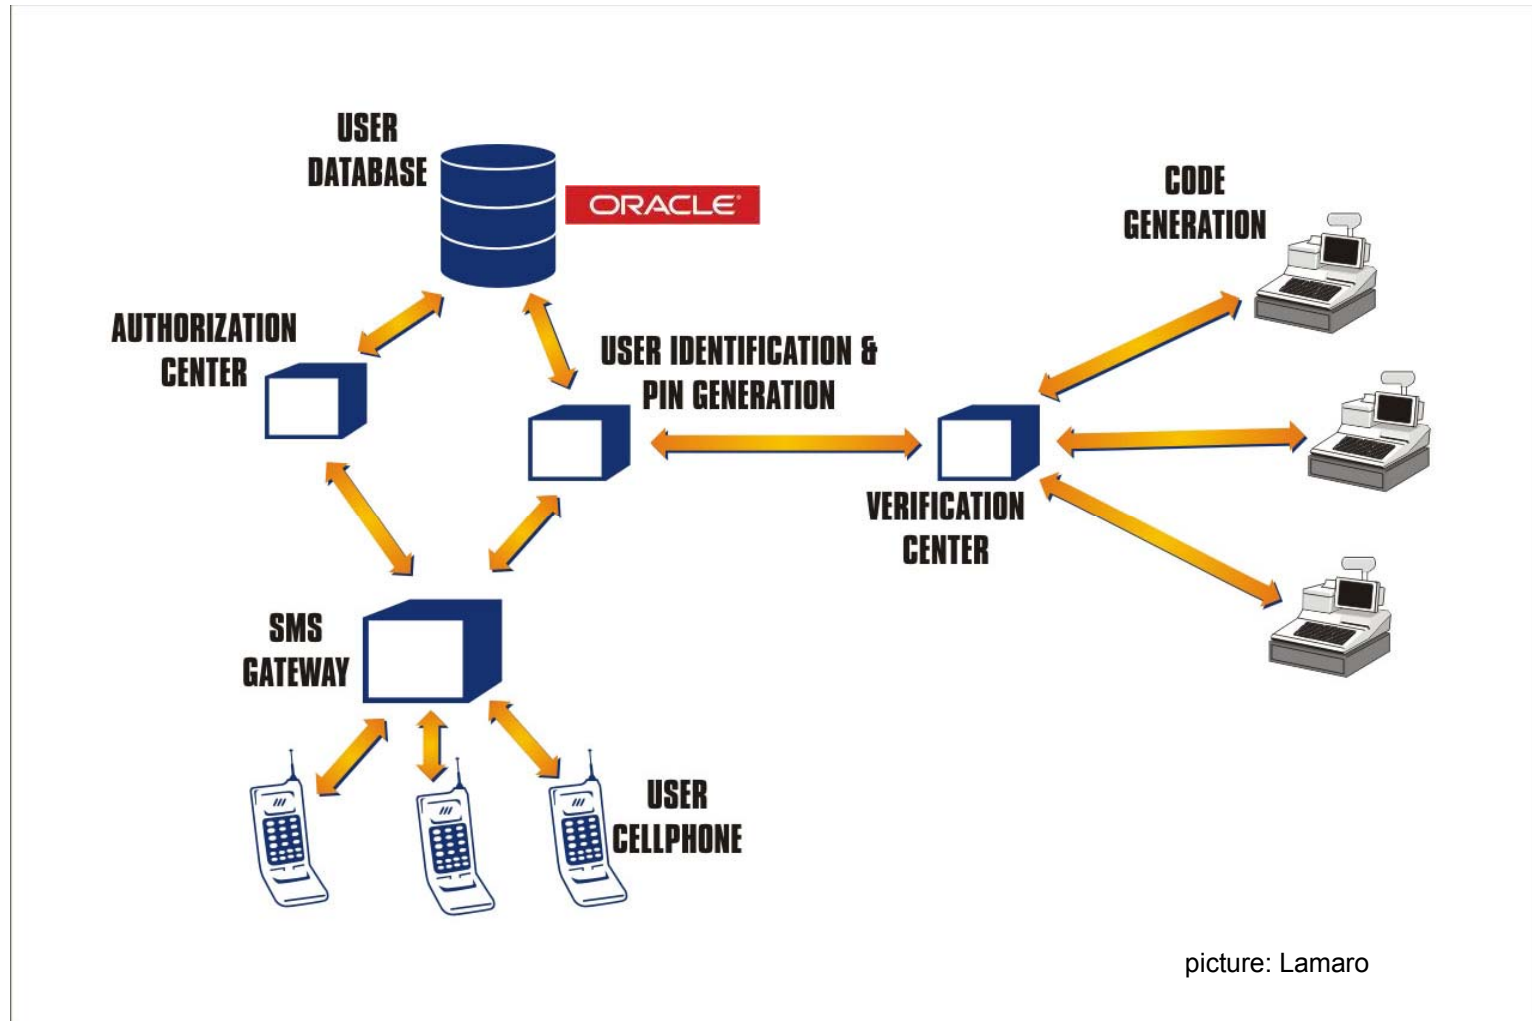 USER
DATABASE
ORACLE
CODE
GENERATION
AUTHORIZATION
CENTER
USER IDENTIFICATION &
PIN GENERATION
VERIFICATION
CENTER
SMS
GATEWAY
USER
CELLPHONE
picture: Lamaro